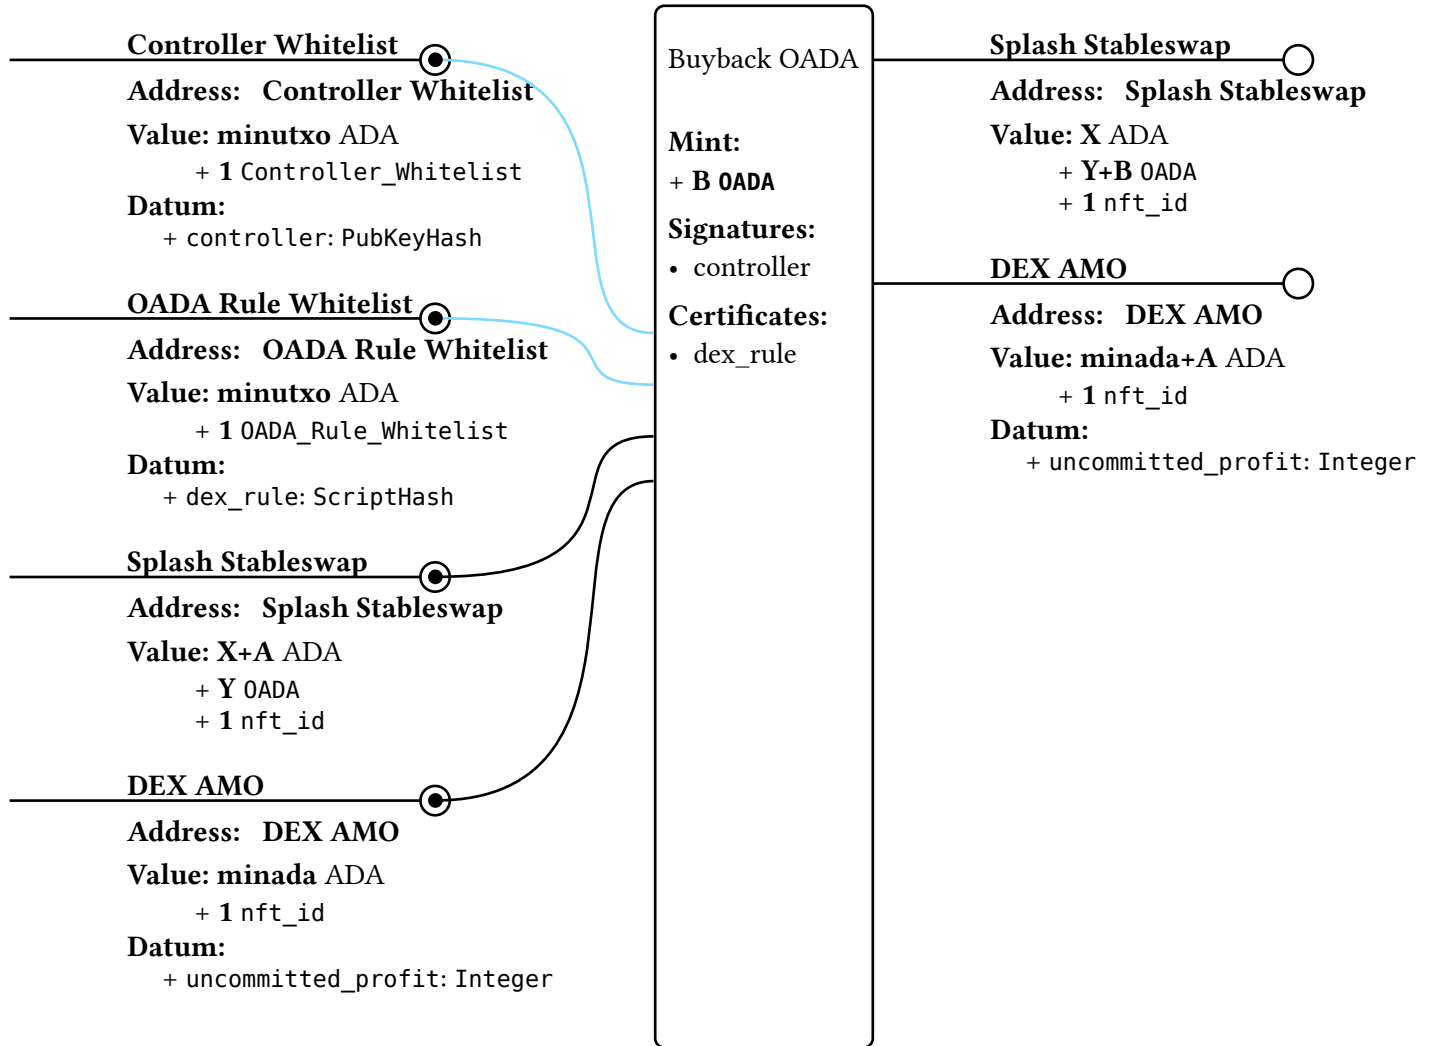 Controller Whitelist
Address: Controller Whitelist
Value: minutxo ADA
+ 1 Controller_Whitelist
Datum:
+ controller: PubKeyHash
OADA Rule Whitelist
Address: OADA Rule Whitelist
Value: minutxo ADA
+ 1 OADA_Rule_Whitelist
Datum:
+ dex_rule: ScriptHash
Splash Stableswap
Address: Splash Stableswap
Value: X+A ADA
+ Y OADA
+ 1 nft_id
DEX AMO
Address: DEX AMO
Value: minada ADA
+ 1 nft_id
Datum:
+ uncommitted_profit: Integer
Buyback OADA
Mint:
+ B OADA
Signatures:
• controller
Certificates:
• dex_rule
Splash Stableswap
Address: Splash Stableswap
Value: X ADA
+ Y+B OADA
+ 1 nft_id
DEX AMO
Address: DEX AMO
Value: minada+A ADA
+ 1 nft_id
Datum:
+ uncommitted_profit: Integer